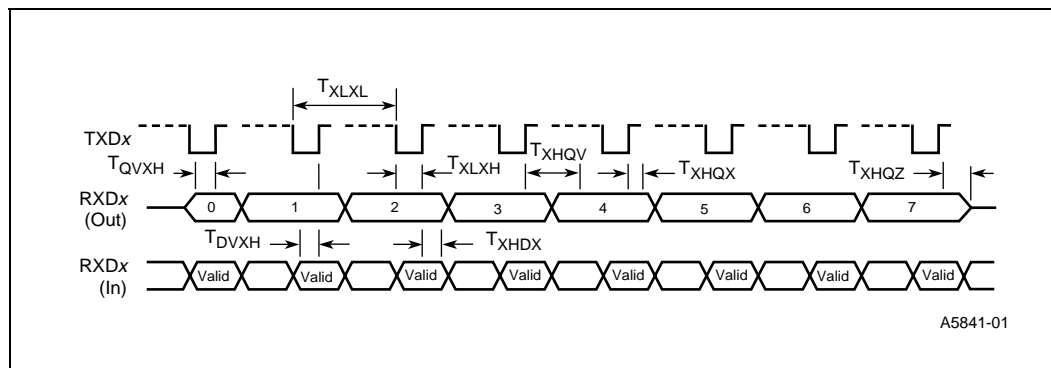 TXLXL
TXDx
TQVXH
TXLXH
TXHQV
TXHQX
TXHQZ
RXDx
(Out)
0 1 2 3 4 5 6 7
TDVXH
TXHDX
RXDx
(In)
Valid Valid Valid Valid Valid Valid Valid Valid
A5841-01